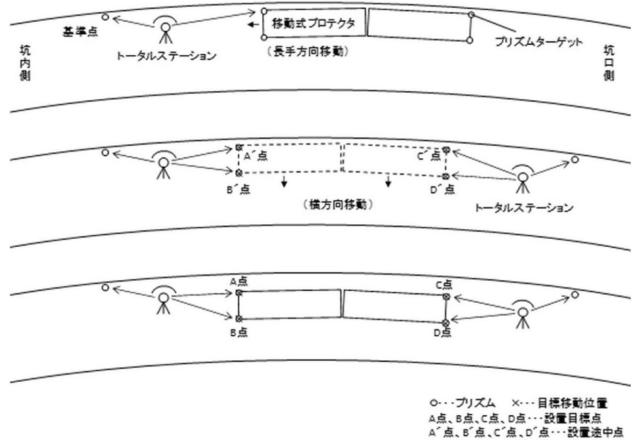 基準点
移動式プロテクタ
トータルステーション
(長手方向移動)
プリズムターゲット
坑内側
坑口側
A´点
C´点
B´点
D´点
(横方向移動)
トータルステーション
A点
C点
B点
D点
○…プリズム ×…目標移動位置
A点、B点、C点、D点…設置目標点
A´点、B´点、C´点、D´点…設置途中点